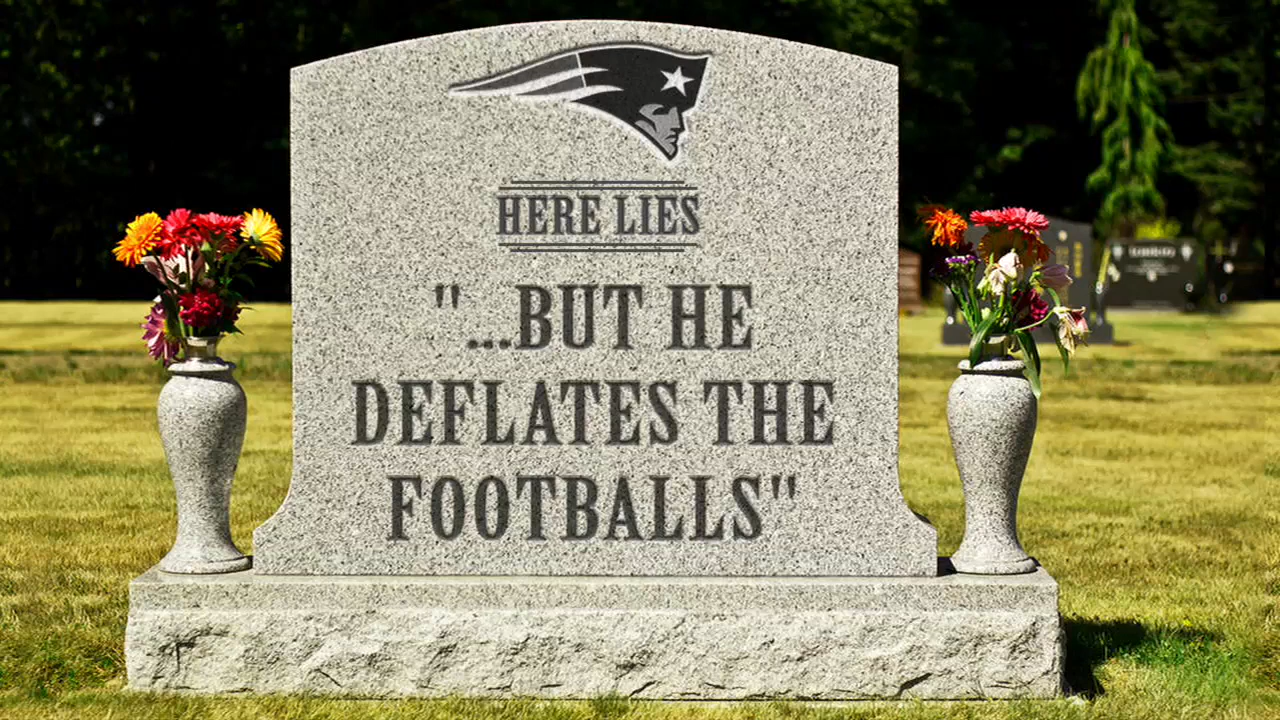 HERE LIES
"...BUT HE
DEFLATES THE
FOOTBALLS"